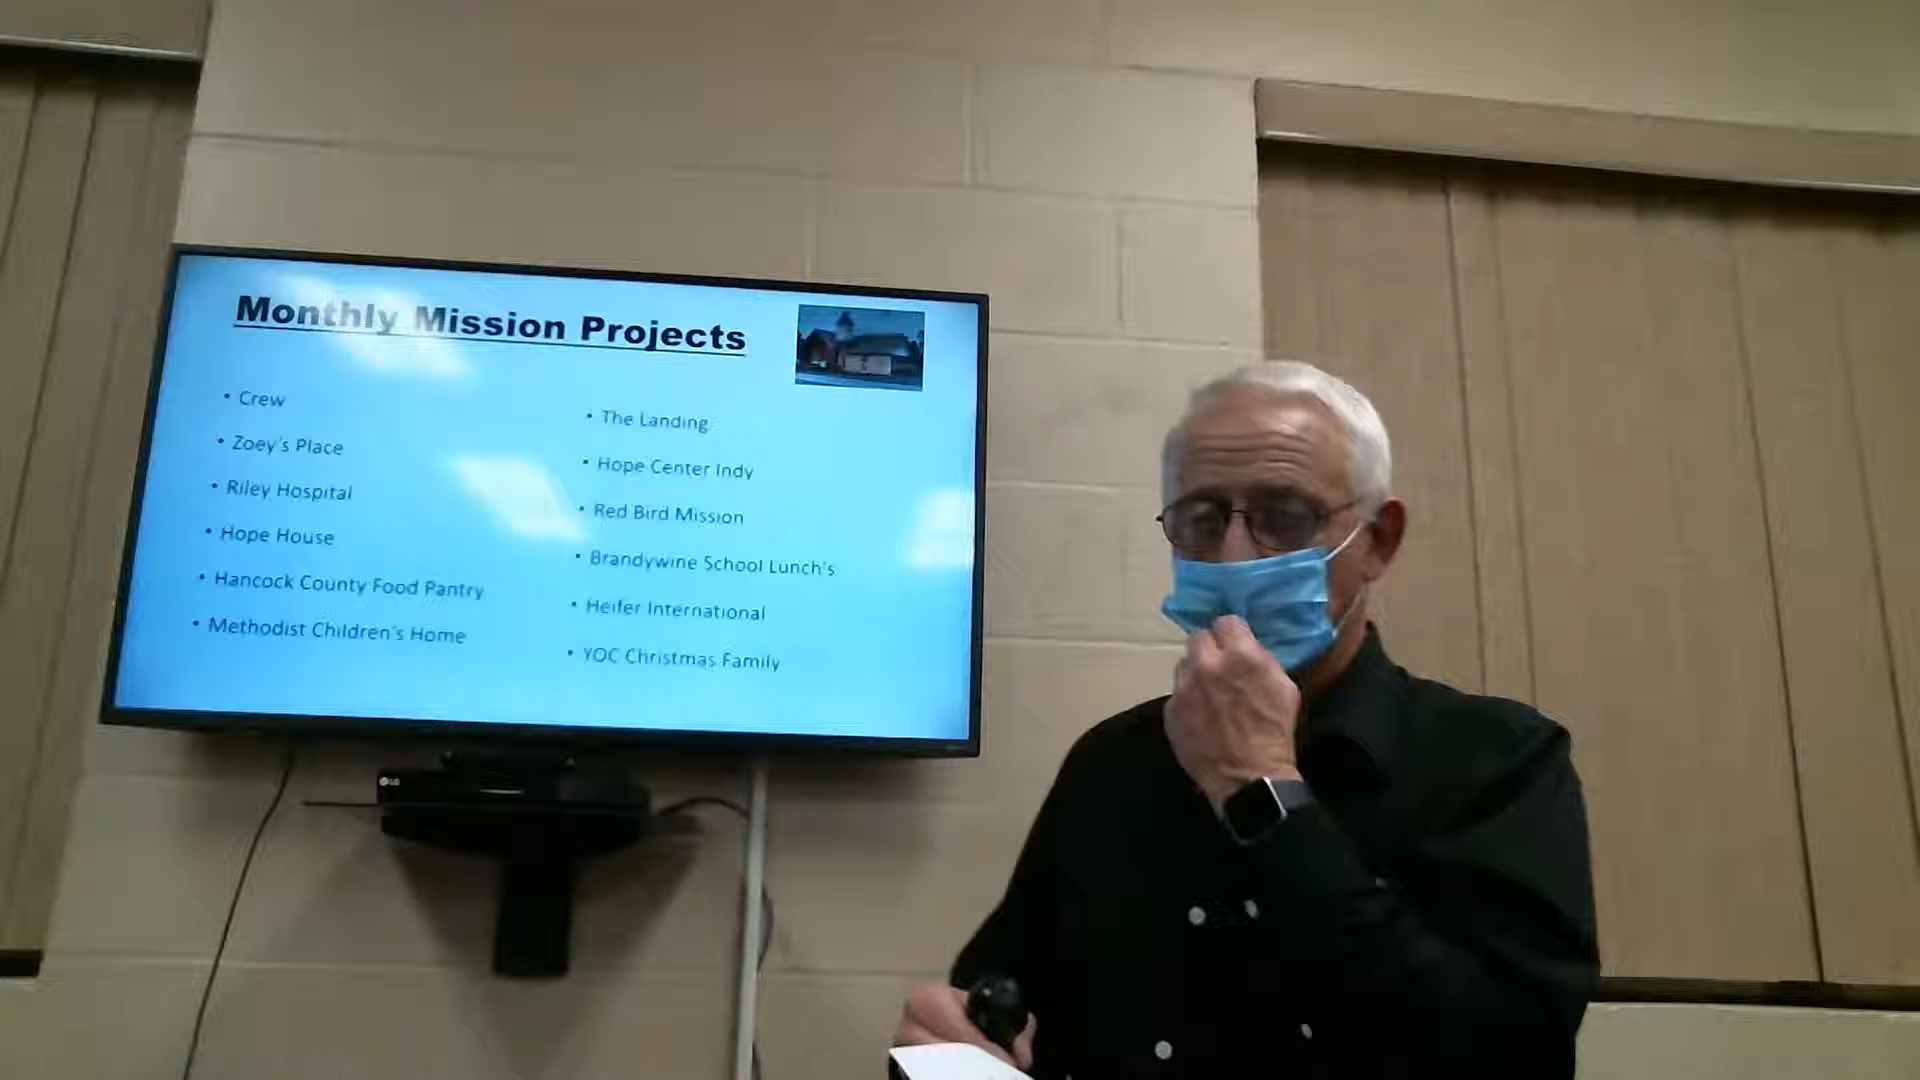 Monthly Mission Projects
• Crew
• Zoey's Place
• Riley Hospital
• Hope House
• Hancock County Food Pantry
• Methodist Children's Home
• The Landing
• Hope Center Indy
• Red Bird Mission
• Brandywine School Lunch's
• Heifer International
• YOC Christmas Family
LG